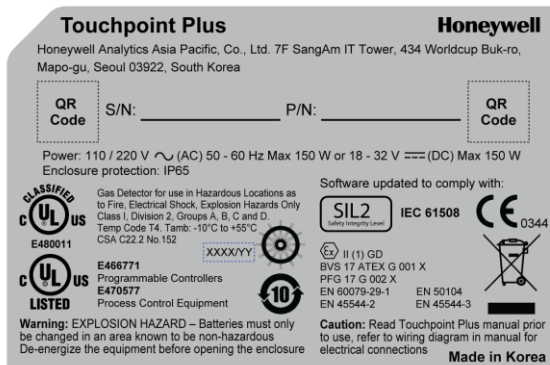 Touchpoint Plus
Honeywell
Honeywell Analytics Asia Pacific, Co., Ltd. 7F SangAm IT Tower, 434 Worldcup Buk-ro,
Mapo-gu, Seoul 03922, South Korea
QR
Code
S/N:
P/N:
QR
Code
Power: 110 / 220 V (AC) 50 - 60 Hz Max 150 W or 18 - 32 V (DC) Max 150 W
Enclosure protection: IP65
CLASSIFIED
C UL US
E480011
Gas Detector for use in Hazardous Locations as
to Fire, Electrical Shock, Explosion Hazards Only
Class I, Division 2, Groups A, B, C and D.
Temp Code T4. Tamb: -10°C to +55°C
CSA C22.2 No.152
XXXX/YY
C UL US
LISTED
E466771
Programmable Controllers
E470577
Process Control Equipment
10
Software updated to comply with:
SIL2
Safety Integrity Level
IEC 61508
CE
0344
Ex II (1) GD
BVS 17 ATEX G 001 X
PFG 17 G 002 X
EN 60079-29-1 EN 50104
EN 45544-2 EN 45544-3
Warning: EXPLOSION HAZARD – Batteries must only
be changed in an area known to be non-hazardous
De-energize the equipment before opening the enclosure
Caution: Read Touchpoint Plus manual prior
to use, refer to wiring diagram in manual for
electrical connections
Made in Korea